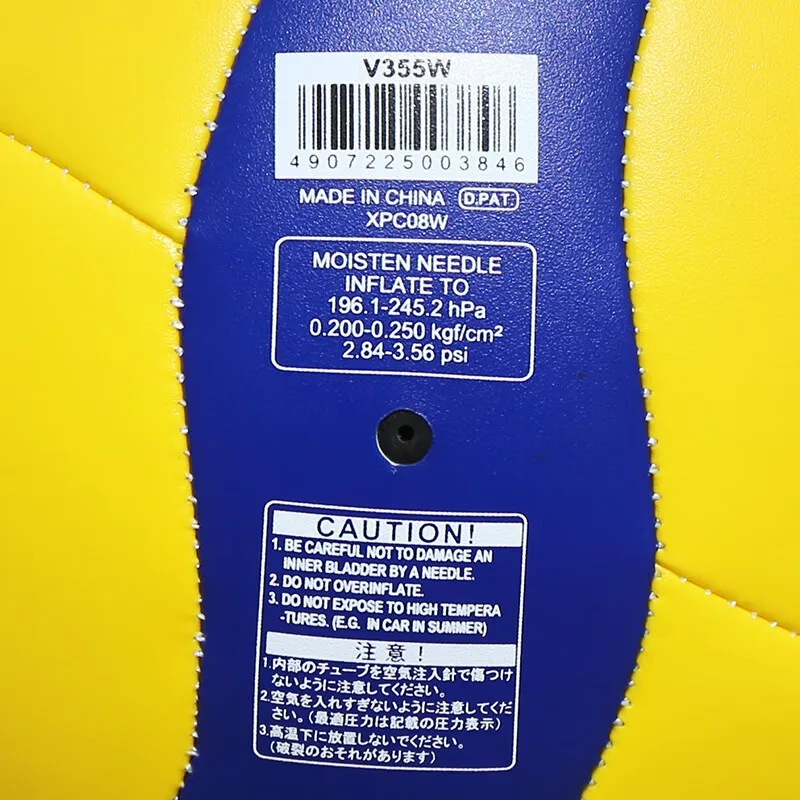 V355W
4907225003846
MADE IN CHINA D.PAT.
XPC08W
MOISTEN NEEDLE
INFLATE TO
196.1-245.2 hPa
0.200-0.250 kgf/cm²
2.84-3.56 psi
CAUTION!
1. BE CAREFUL NOT TO DAMAGE AN
INNER BLADDER BY A NEEDLE.
2. DO NOT OVERINFLATE.
3. DO NOT EXPOSE TO HIGH TEMPERA
-TURES. (E.G. IN CAR IN SUMMER)
注意!
1.内部のチューブを空気注入針で傷つけ
ないように注意してください。
2.空気を入れすぎないように注意してくだ
さい。(最適圧力は記載の圧力表示)
3.高温下に放置しないでください。
(破裂のおそれがあります)